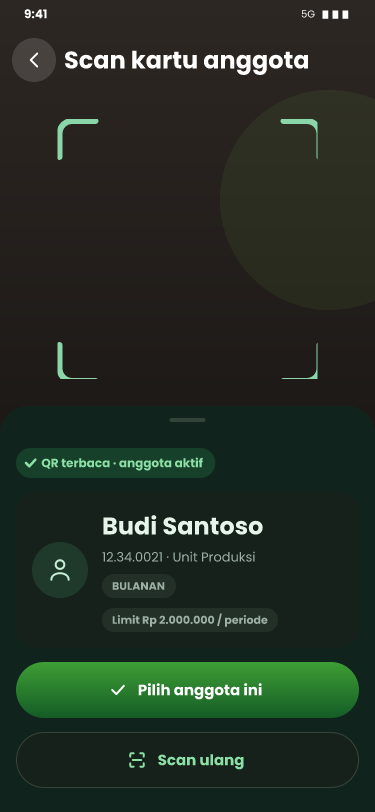 9:41
5G
Scan kartu anggota
QR terbaca · anggota aktif
Budi Santoso
12.34.0021 · Unit Produksi
BULANAN
Limit Rp 2.000.000 / periode
Pilih anggota ini
Scan ulang